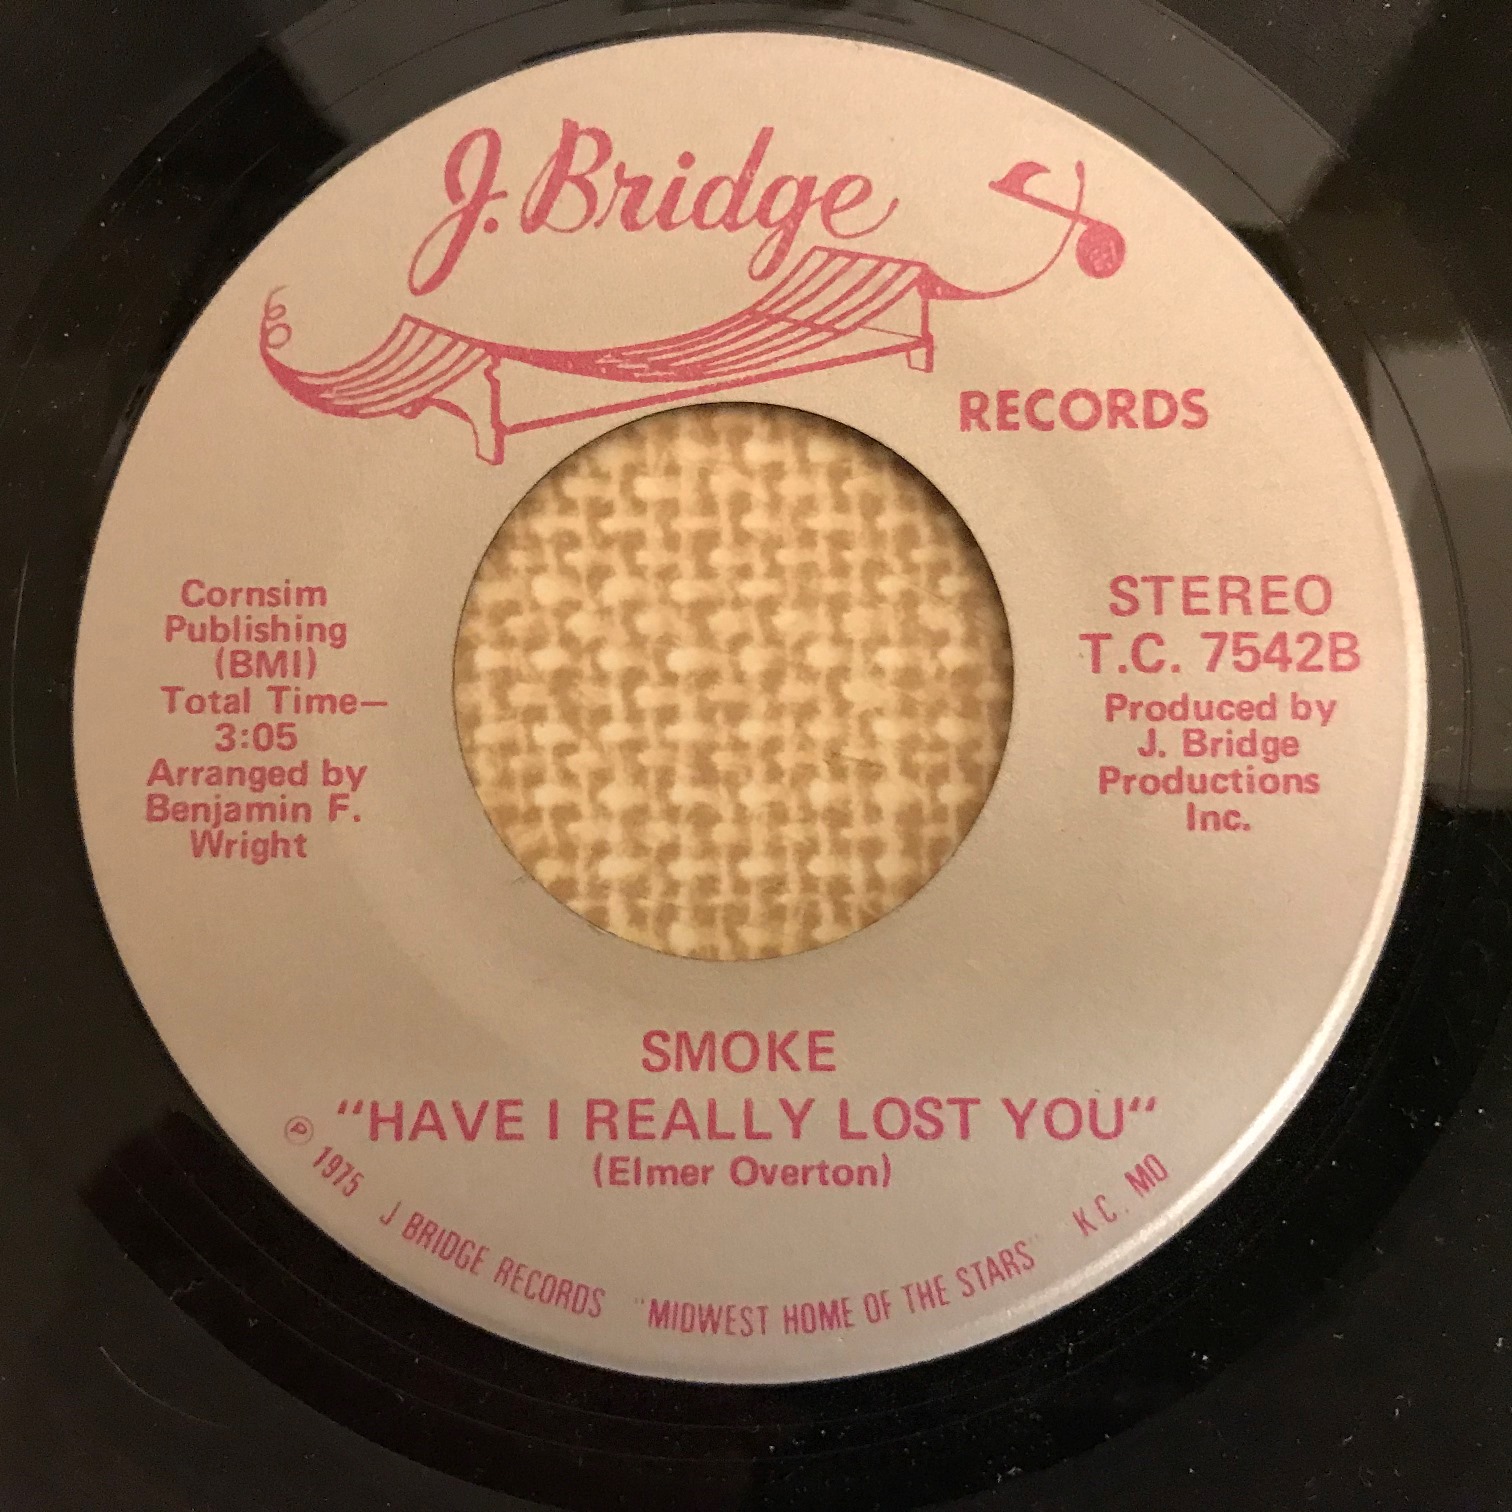 J. Bridge
RECORDS
Cornsim
Publishing
(BMI)
Total Time—
3:05
Arranged by
Benjamin F.
Wright
STEREO
T.C. 7542B
Produced by
J. Bridge
Productions
Inc.
SMOKE
“HAVE I REALLY LOST YOU“
(Elmer Overton)
℗ 1975 J BRIDGE RECORDS "MIDWEST HOME OF THE STARS" K.C. MO